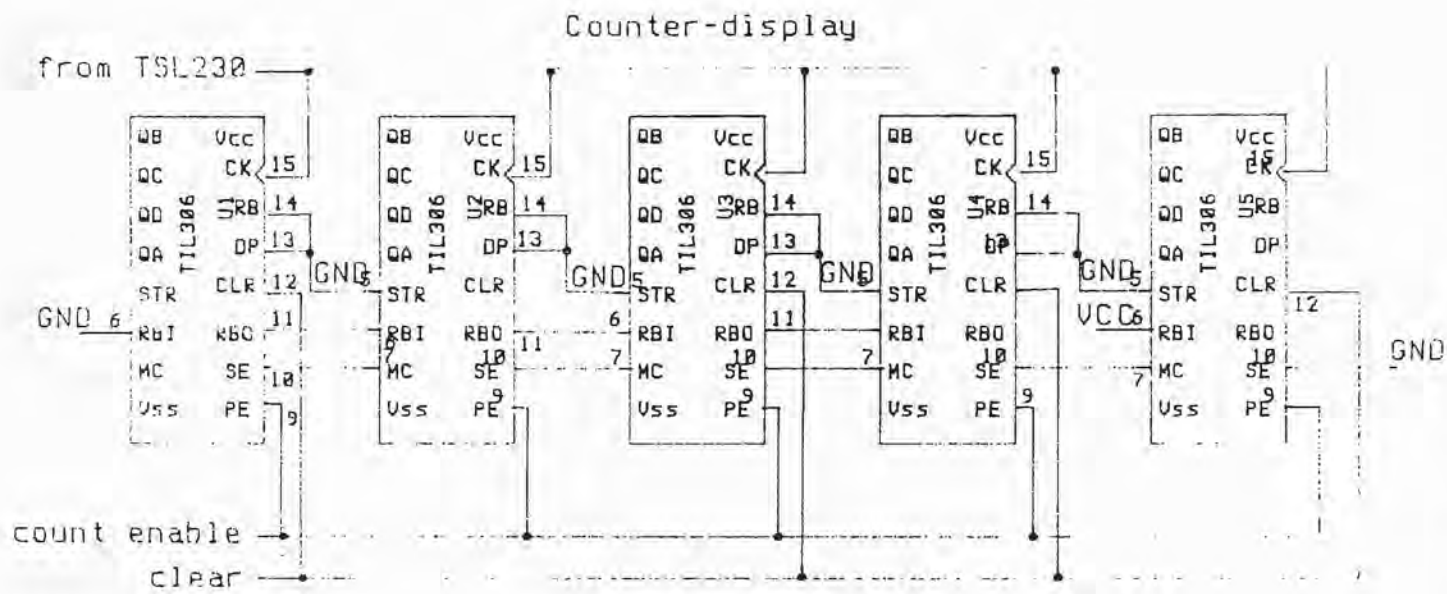 Counter-display
from TSL230
QB Vcc
QC CK 15
QD RB 14
QA DP 13
STR CLR 12
GND 6 RBI RBO 11
MC SE 10
Vss PE 9
U1
TIL306
QB Vcc
QC CK 15
QD RB 14
QA DP 13
GND 5 STR CLR
6 RBI RBO 11
7 MC SE 10
Vss PE 9
U2
TIL306
QB Vcc
QC CK
QD RB 14
QA DP 13
GND 5 STR CLR 12
6 RBI RBO 11
7 MC SE 10
Vss PE 9
U3
TIL306
QB Vcc
QC CK 15
QD RB 14
QA DP 13
GND STR CLR
RBI RBO
7 MC SE 10
Vss PE 9
U4
TIL306
QB Vcc
QC CK 15
QD RB
QA DP
GND 5 STR CLR 12
VCC 6 RBI RBO
7 MC SE 10 GND
Vss PE 9
U5
TIL306
count enable
clear